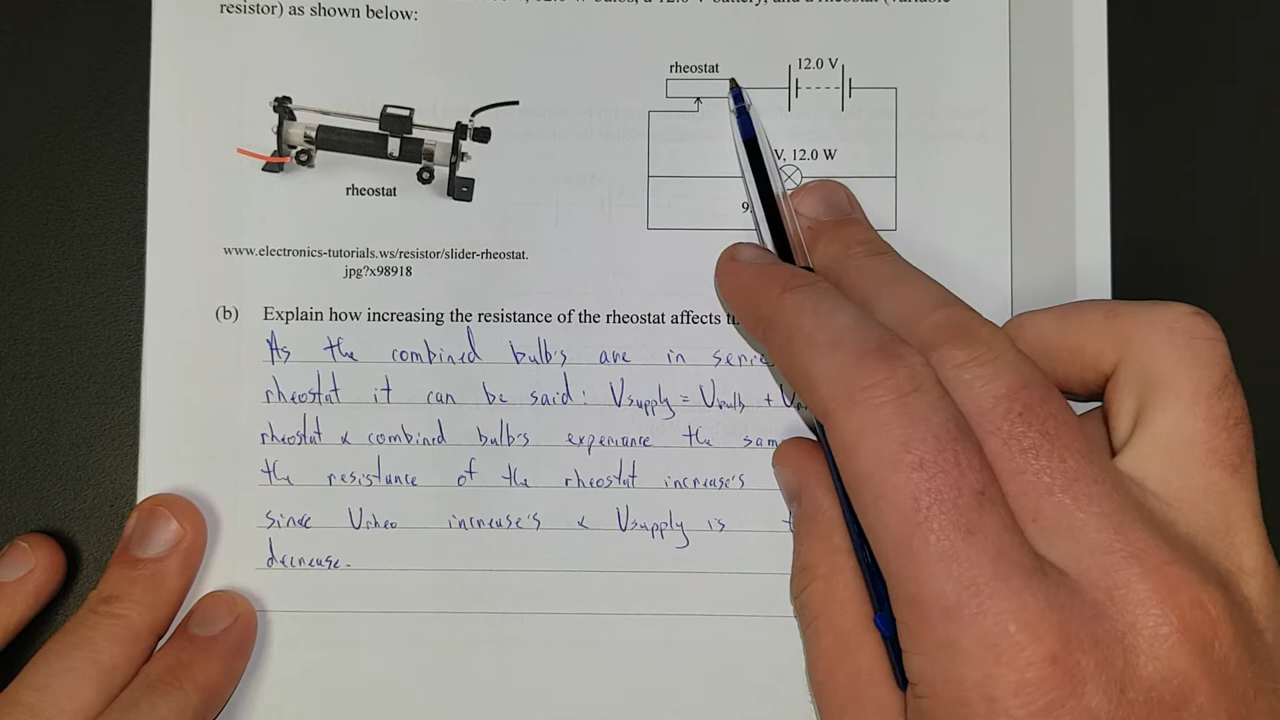 resistor) as shown below:
rheostat
12.0 V
V, 12.0 W
9.
rheostat
www.electronics-tutorials.ws/resistor/slider-rheostat.
jpg?x98918
(b) Explain how increasing the resistance of the rheostat affects
As the combined bulb's are in
rheostat it can be said: Vsupply = Vbulb +
rheostat & combined bulb's experiance the
the resistance of the rheostat increase's
since Vrheo increase's & Vsupply is
decrease.